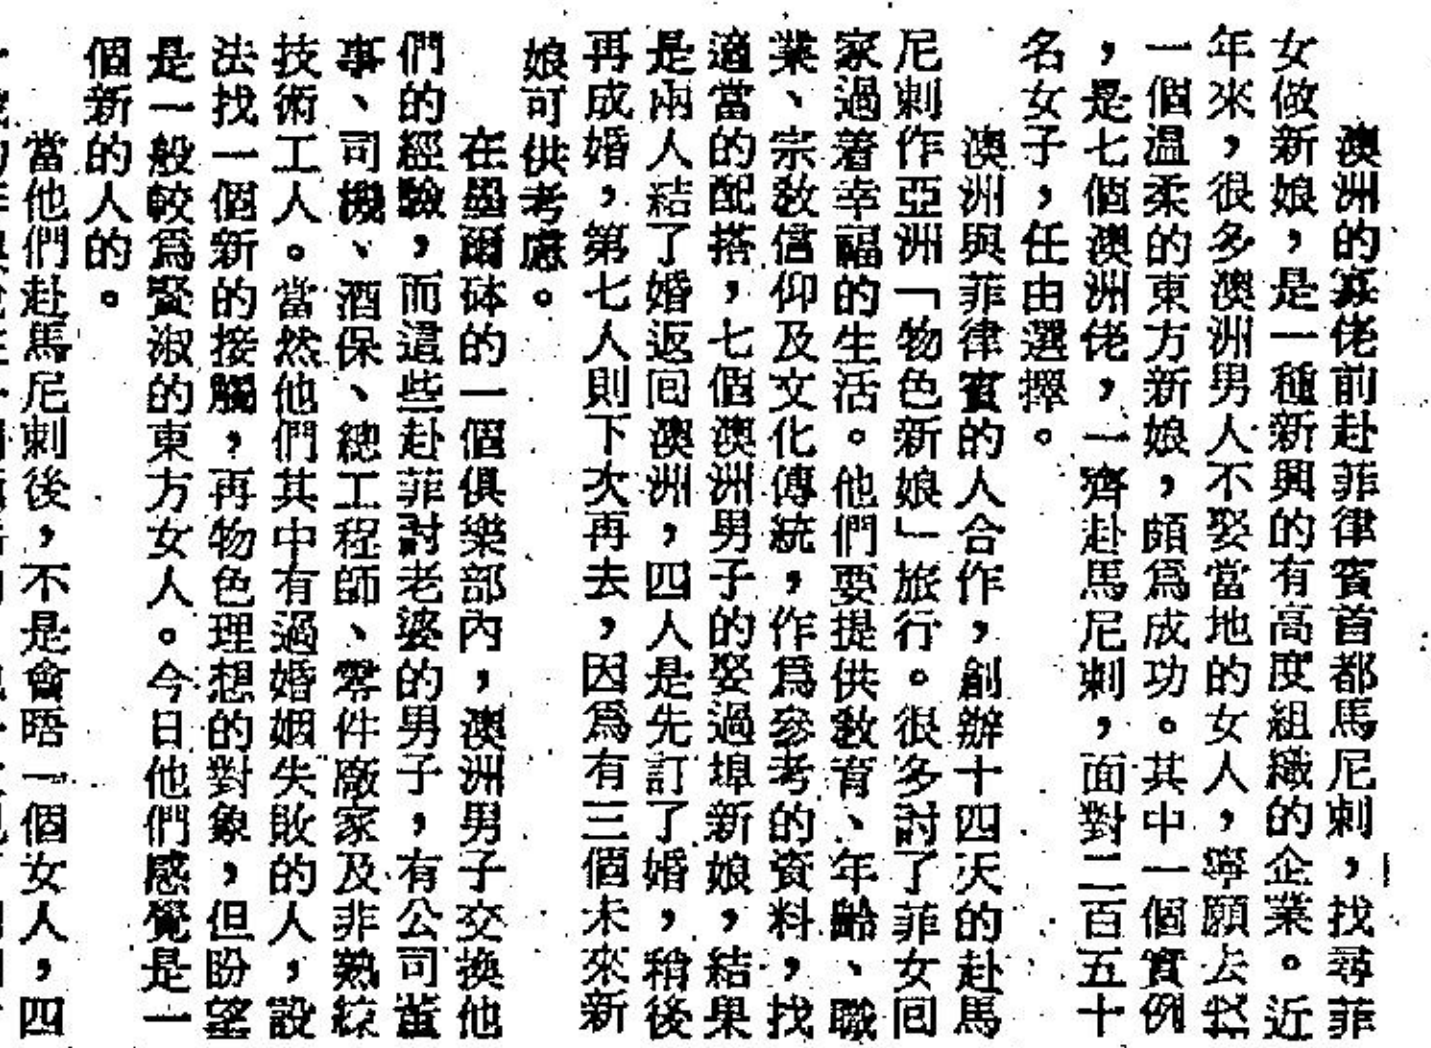 澳洲的寡佬前赴菲律賓首都馬尼剌，找尋菲
女做新娘，是一種新興的有高度組織的企業。近
年來，很多澳洲男人不娶當地的女人，寧願去娶
一個温柔的東方新娘，頗爲成功。其中一個實例
，是七個澳洲佬，一齊赴馬尼剌，面對二百五十
名女子，任由選擇。
澳洲與菲律賓的人合作，創辦十四天的赴馬
尼剌作亞洲「物色新娘」旅行。很多討了菲女回
家過着幸福的生活。他們要提供教育、年齡、職
業、宗教信仰及文化傳統，作爲參考的資料，找
適當的配搭，七個澳洲男子的娶過埠新娘，結果
是兩人結了婚返回澳洲，四人是先訂了婚，稍後
再成婚，第七人則下次再去，因爲有三個未來新
娘可供考慮。
在墨爾砵的一個俱樂部內，澳洲男子交換他
們的經驗，而這些赴菲討老婆的男子，有公司董
事、司機、酒保、總工程師、零件廠家及非熟練
技術工人。當然他們其中有過婚姻失敗的人，設
法找一個新的接觸，再物色理想的對象，但盼望
是一般較爲賢淑的東方女人。今日他們感覺是一
個新的人的。
當他們赴馬尼剌後，不是會晤一個女人，四